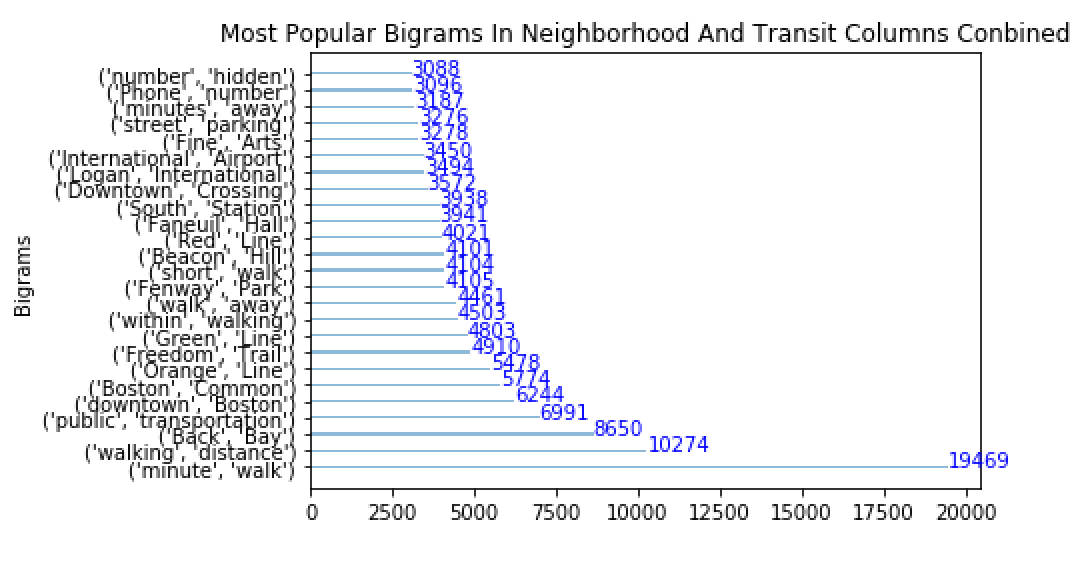 Most Popular Bigrams In Neighborhood And Transit Columns Conbined
('number', 'hidden') 3088
('Phone', 'number') 3096
('minutes', 'away') 3187
('street', 'parking') 3276
('Fine', 'Arts') 3278
('International', 'Airport') 3450
('Logan', 'International') 3494
('Downtown', 'Crossing') 3572
('South', 'Station') 3938
('Faneuil', 'Hall') 3941
('Red', 'Line') 4021
('Beacon', 'Hill') 4101
('short', 'walk') 4104
('Fenway', 'Park') 4105
('walk', 'away') 4461
('within', 'walking') 4503
('Green', 'Line') 4803
('Freedom', 'Trail') 4910
('Orange', 'Line') 5478
('Boston', 'Common') 5774
('downtown', 'Boston') 6244
('public', 'transportation') 6991
('Back', 'Bay') 8650
('walking', 'distance') 10274
('minute', 'walk') 19469
Bigrams
0 2500 5000 7500 10000 12500 15000 17500 20000